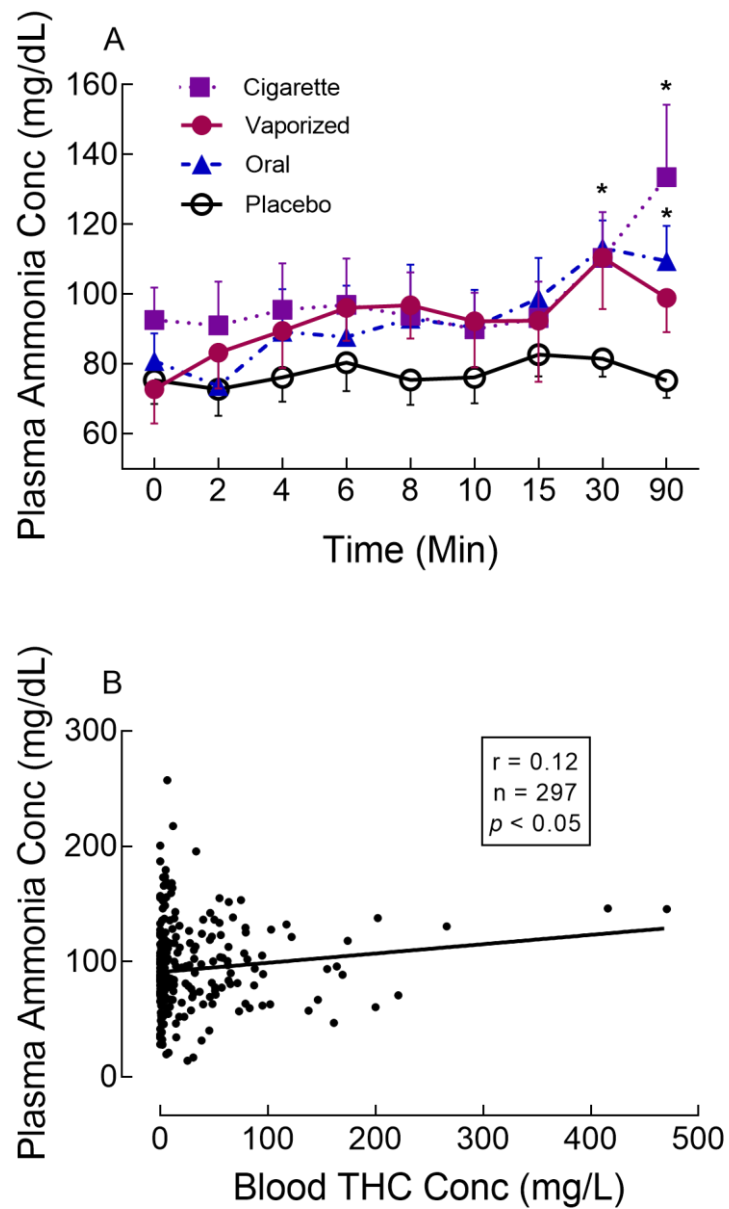 A
Plasma Ammonia Conc (mg/dL)
160
140
120
100
80
60
Cigarette
Vaporized
Oral
Placebo
*
*
*
0 2 4 6 8 10 15 30 90
Time (Min)
B
Plasma Ammonia Conc (mg/dL)
300
200
100
0
r = 0.12
n = 297
p < 0.05
0 100 200 300 400 500
Blood THC Conc (mg/L)